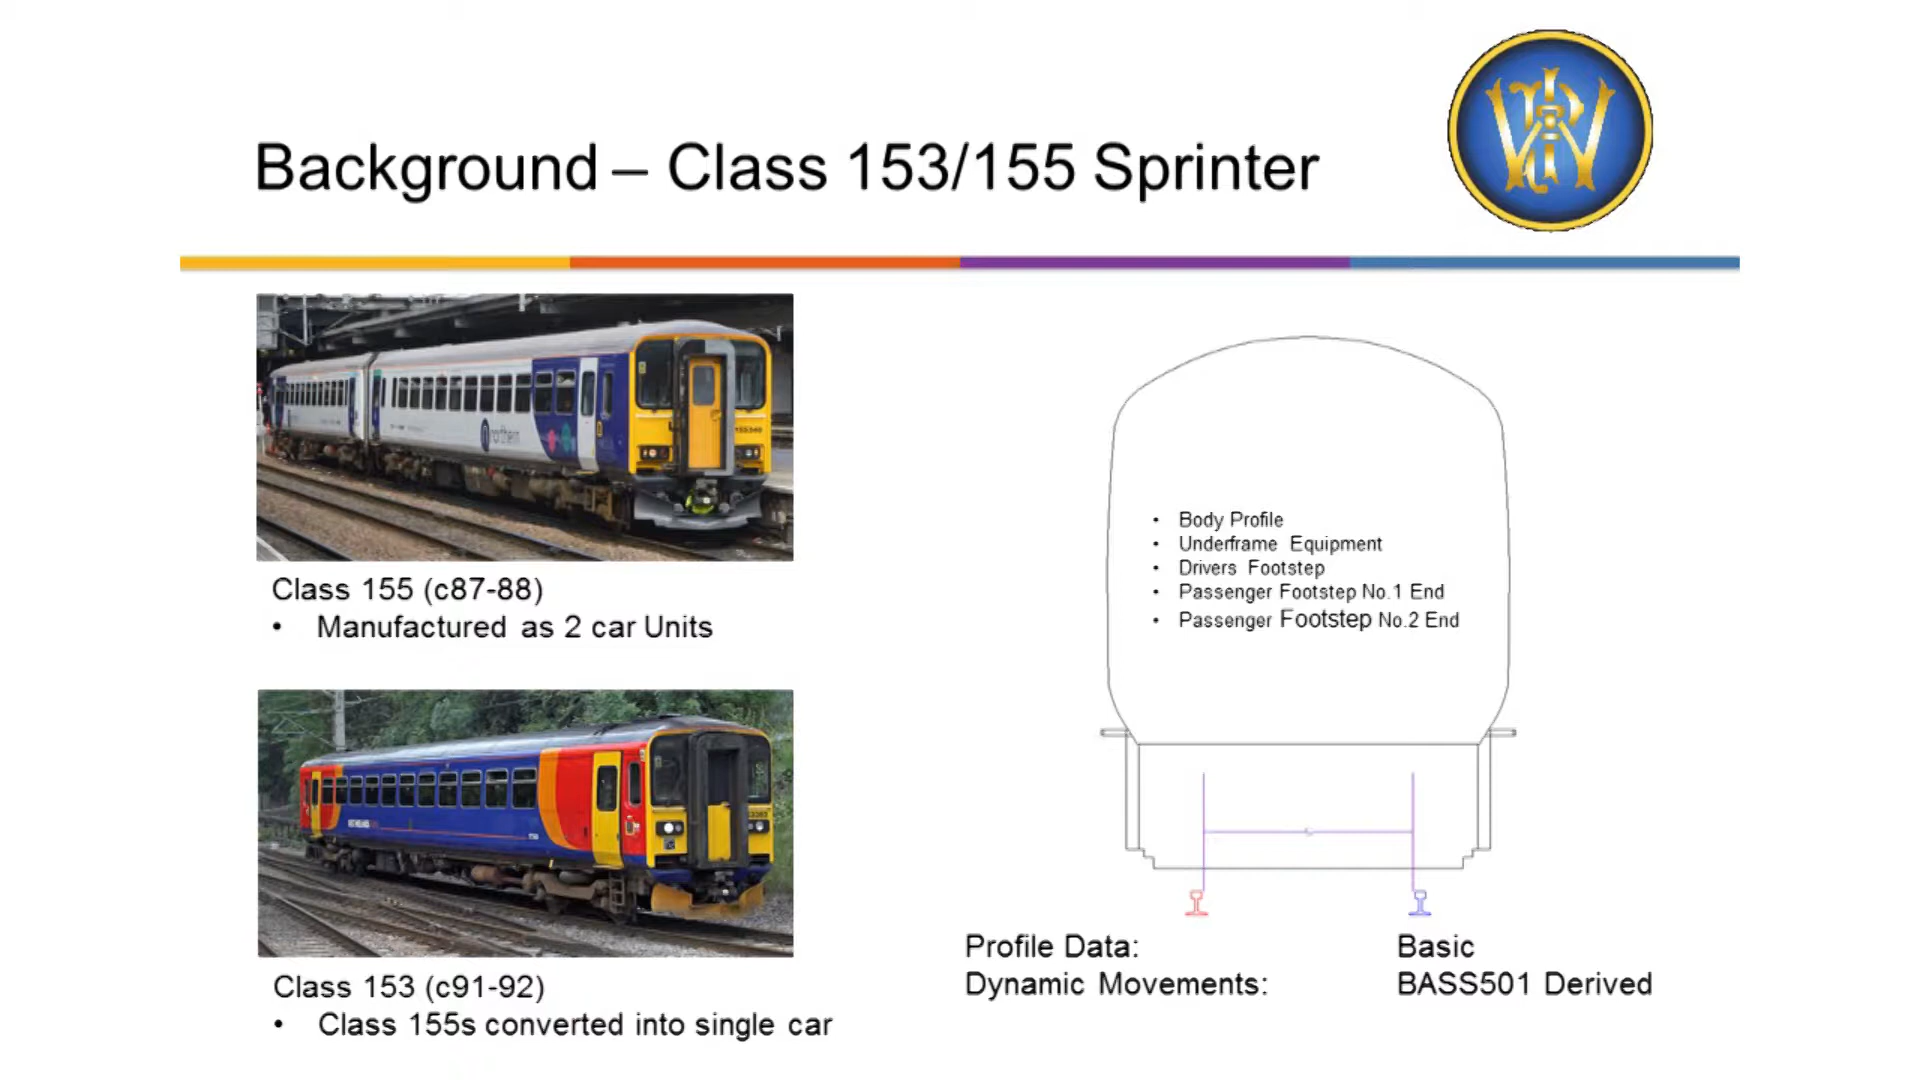 Background – Class 153/155 Sprinter
northern
Class 155 (c87-88)
• Manufactured as 2 car Units
Class 153 (c91-92)
• Class 155s converted into single car
• Body Profile
• Underframe Equipment
• Drivers Footstep
• Passenger Footstep No.1 End
• Passenger Footstep No.2 End
Profile Data: Basic
Dynamic Movements: BASS501 Derived